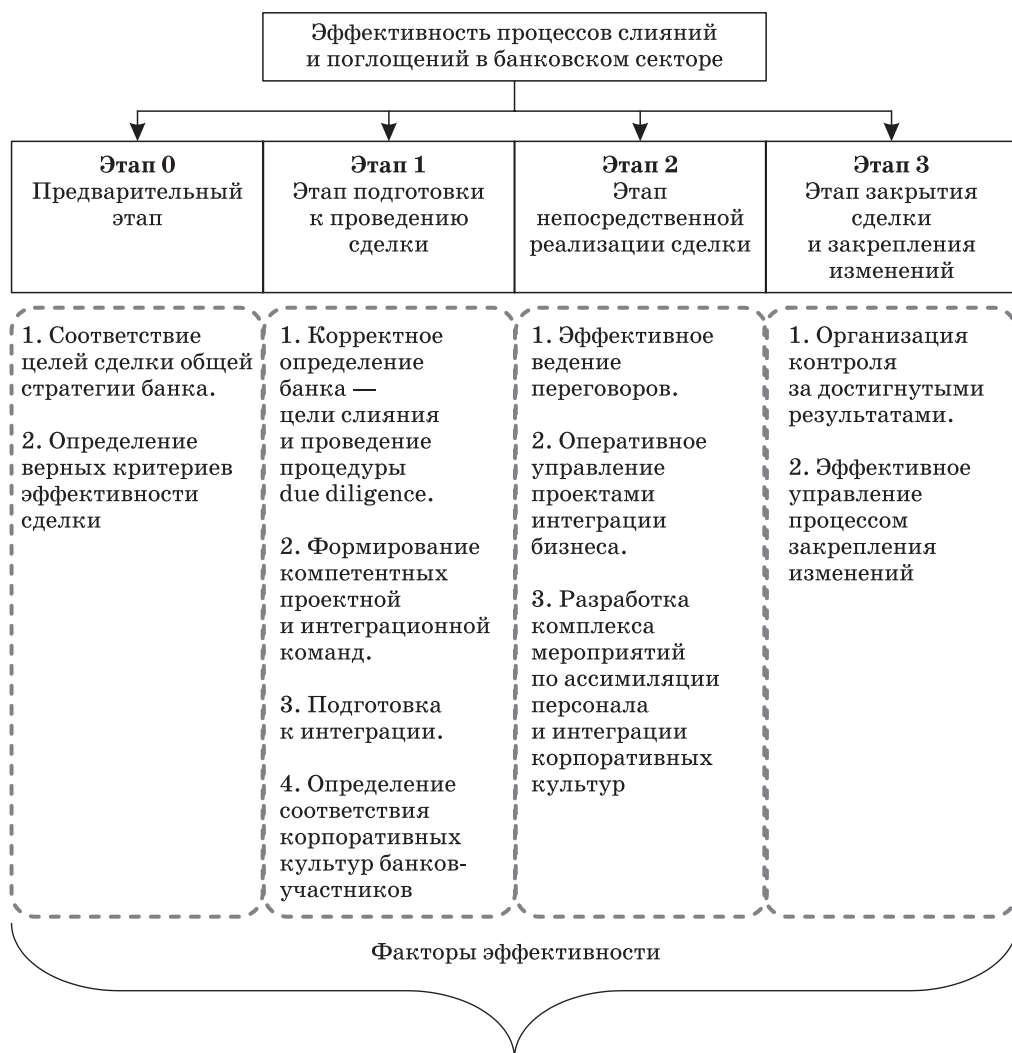 Эффективность процессов слияний
и поглощений в банковском секторе
Этап 0
Предварительный
этап
Этап 1
Этап подготовки
к проведению
сделки
Этап 2
Этап
непосредственной
реализации сделки
Этап 3
Этап закрытия
сделки
и закрепления
изменений
1. Соответствие
целей сделки общей
стратегии банка.
2. Определение
верных критериев
эффективности
сделки
1. Корректное
определение
банка —
цели слияния
и проведение
процедуры
due diligence.
2. Формирование
компетентных
проектной
и интеграционной
команд.
3. Подготовка
к интеграции.
4. Определение
соответствия
корпоративных
культур банков-
участников
1. Эффективное
ведение
переговоров.
2. Оперативное
управление
проектами
интеграции
бизнеса.
3. Разработка
комплекса
мероприятий
по ассимиляции
персонала
и интеграции
корпоративных
культур
1. Организация
контроля
за достигнутыми
результатами.
2. Эффективное
управление
процессом
закрепления
изменений
Факторы эффективности